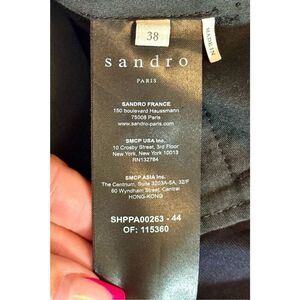 38
sandro
PARIS
SANDRO FRANCE
150 boulevard Haussmann
75008 Paris
www.sandro-paris.com
SMCP USA Inc.
10 Crosby Street, 3rd Floor
New York, New York 10013
RN132784
SMCP ASIA Inc.
The Centrium, Suite 3203A-5A, 32/F
60 Wyndham Street, Central
HONG-KONG
SHPPA00263 - 44
OF: 115360